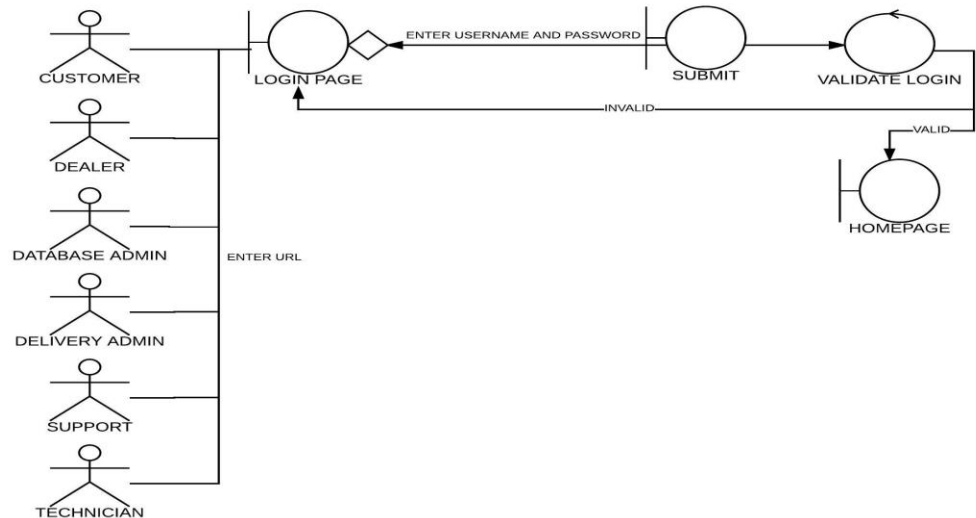 CUSTOMER
LOGIN PAGE
ENTER USERNAME AND PASSWORD
SUBMIT
VALIDATE LOGIN
INVALID
VALID
DEALER
HOMEPAGE
DATABASE ADMIN
ENTER URL
DELIVERY ADMIN
SUPPORT
TECHNICIAN